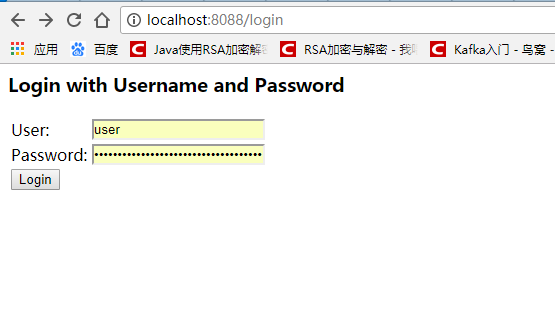 localhost:8088/login
应用 百度 Java使用RSA加密解密 RSA加密与解密 - 我 Kafka入门 - 鸟窝 -
Login with Username and Password
User: user
Password: ••••••••••••••••••••••••••••••••••••
Login